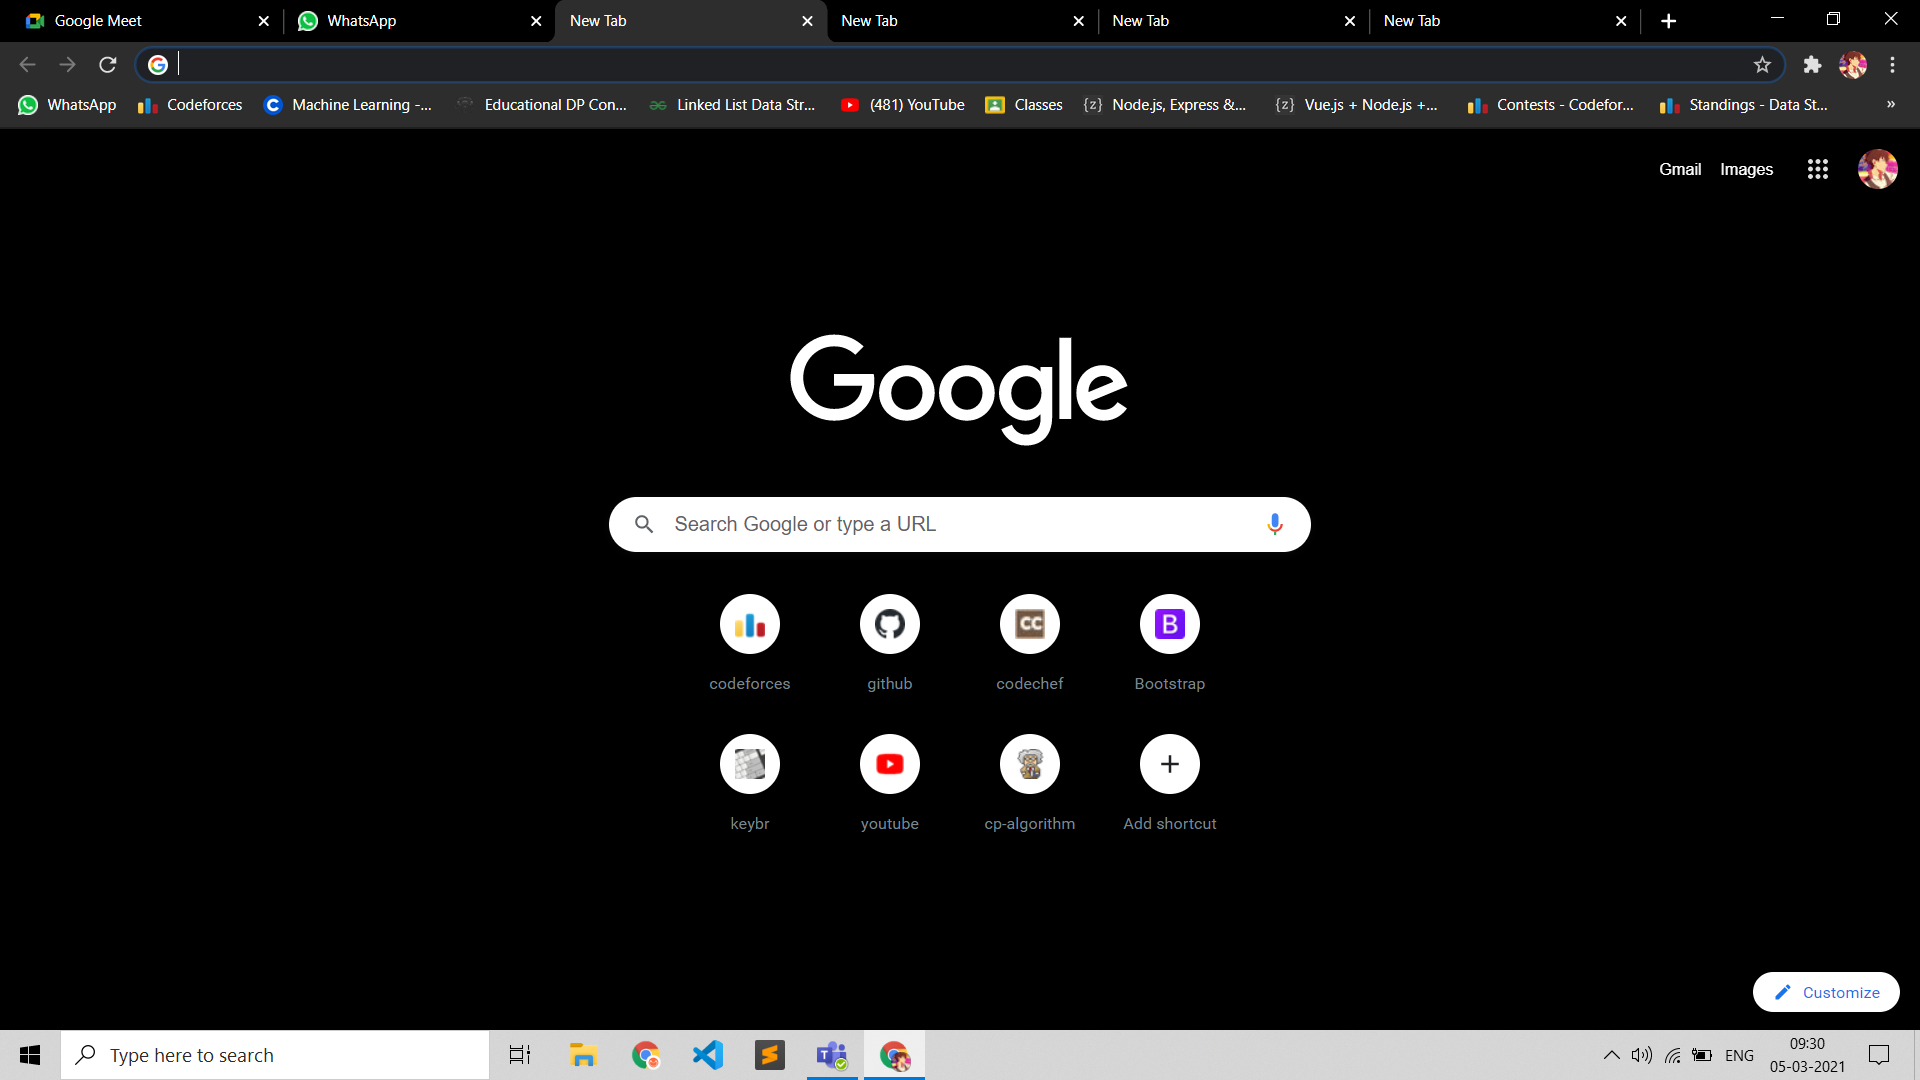 Google Meet
WhatsApp
New Tab
New Tab
New Tab
New Tab
WhatsApp
Codeforces
Machine Learning -...
Educational DP Con...
Linked List Data Str...
(481) YouTube
Classes
{z} Node.js, Express &...
{z} Vue.js + Node.js +...
Contests - Codefor...
Standings - Data St...
»
Gmail Images
Google
Search Google or type a URL
codeforces
github
CC
codechef
B
Bootstrap
keybr
youtube
cp-algorithm
Add shortcut
Customize
Type here to search
ENG
09:30
05-03-2021